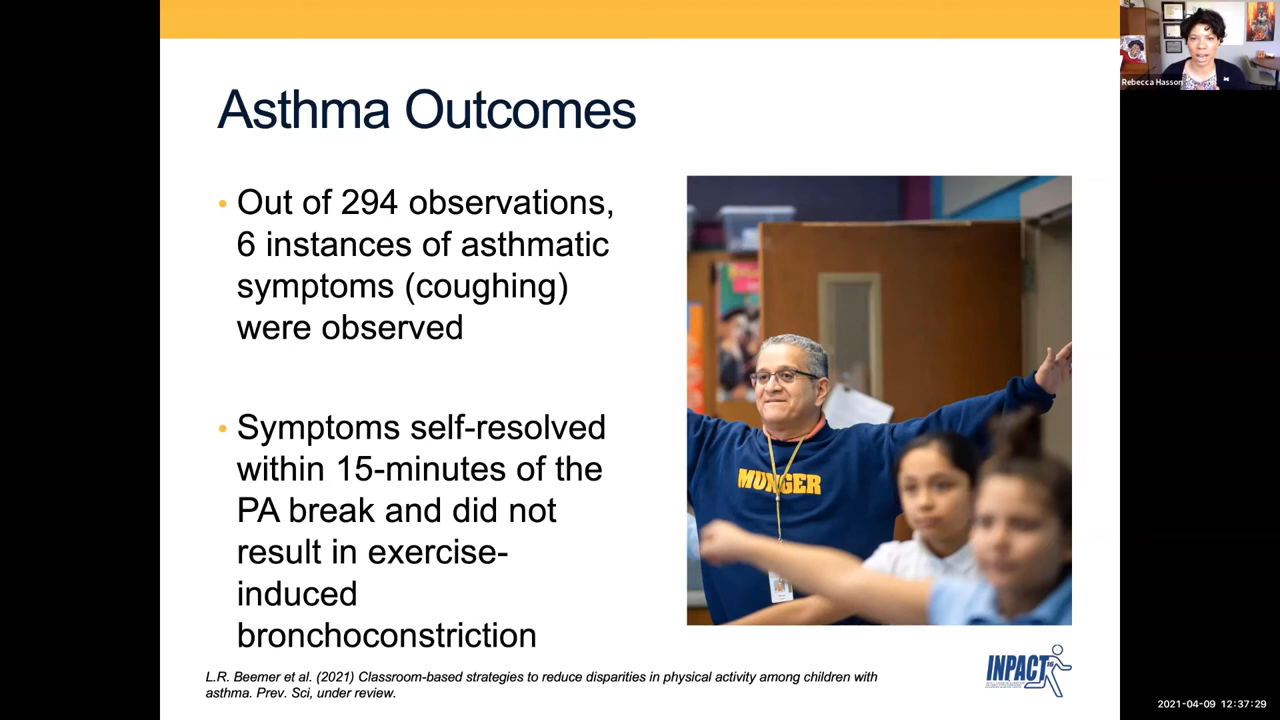 Asthma Outcomes
• Out of 294 observations,
6 instances of asthmatic
symptoms (coughing)
were observed
• Symptoms self-resolved
within 15-minutes of the
PA break and did not
result in exercise-
induced
bronchoconstriction
L.R. Beemer et al. (2021) Classroom-based strategies to reduce disparities in physical activity among children with
asthma. Prev. Sci, under review.
MUNGER
INPACT
Rebecca Hasson
2021-04-09 12:37:29